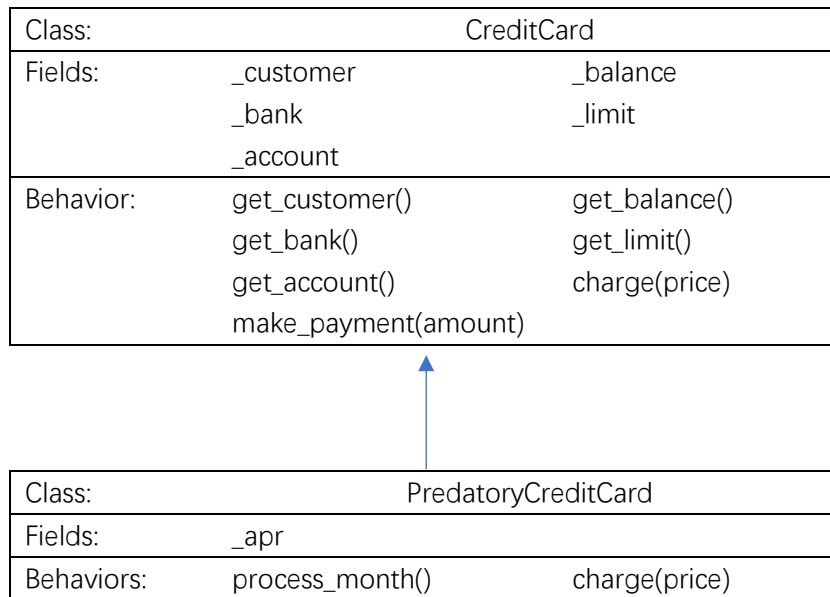 Class: CreditCard
Fields: _customer _balance
_bank _limit
_account
Behavior: get_customer() get_balance()
get_bank() get_limit()
get_account() charge(price)
make_payment(amount)
Class: PredatoryCreditCard
Fields: _apr
Behaviors: process_month() charge(price)